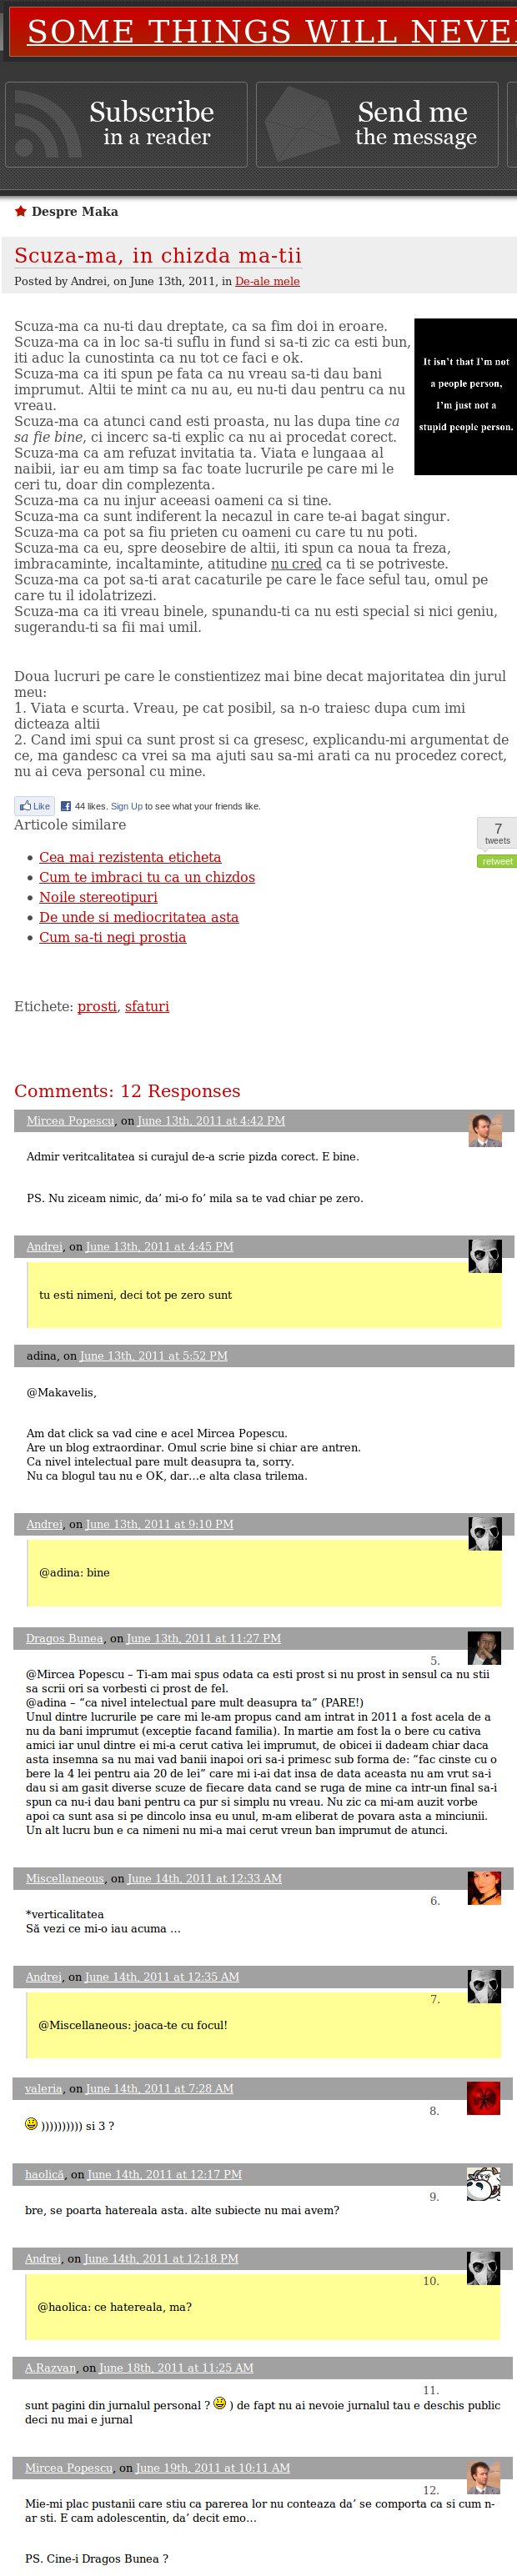 SOME THINGS WILL NEVE
Subscribe
in a reader
Send me
the message
Despre Maka
Scuza-ma, in chizda ma-tii
Posted by Andrei, on June 13th, 2011, in De-ale mele
Scuza-ma ca nu-ti dau dreptate, ca sa fim doi in eroare.
Scuza-ma ca in loc sa-ti suflu in fund si sa-ti zic ca esti bun,
iti aduc la cunostinta ca nu tot ce faci e ok.
Scuza-ma ca iti spun pe fata ca nu vreau sa-ti dau bani
imprumut. Altii te mint ca nu au, eu nu-ti dau pentru ca nu
vreau.
Scuza-ma ca atunci cand esti proasta, nu las dupa tine ca
sa fie bine, ci incerc sa-ti explic ca nu ai procedat corect.
Scuza-ma ca am refuzat invitatia ta. Viata e lungaaa al
naibii, iar eu am timp sa fac toate lucrurile pe care mi le
ceri tu, doar din complezenta.
Scuza-ma ca nu injur aceeasi oameni ca si tine.
Scuza-ma ca sunt indiferent la necazul in care te-ai bagat singur.
Scuza-ma ca pot sa fiu prieten cu oameni cu care tu nu poti.
Scuza-ma ca eu, spre deosebire de altii, iti spun ca noua ta freza,
imbracaminte, incaltaminte, atitudine nu cred ca ti se potriveste.
Scuza-ma ca pot sa-ti arat cacaturile pe care le face seful tau, omul pe
care tu il idolatrizezi.
Scuza-ma ca iti vreau binele, spunandu-ti ca nu esti special si nici geniu,
sugerandu-ti sa fii mai umil.
It isn't that I'm not
a people person,
I'm just not a
stupid people person.
Doua lucruri pe care le constientizez mai bine decat majoritatea din jurul
meu:
1. Viata e scurta. Vreau, pe cat posibil, sa n-o traiesc dupa cum imi
dicteaza altii
2. Cand imi spui ca sunt prost si ca gresesc, explicandu-mi argumentat de
ce, ma gandesc ca vrei sa ma ajuti sau sa-mi arati ca nu procedez corect,
nu ai ceva personal cu mine.
Like 44 likes. Sign Up to see what your friends like.
7
tweets
retweet
Articole similare
Cea mai rezistenta eticheta
Cum te imbraci tu ca un chizdos
Noile stereotipuri
De unde si mediocritatea asta
Cum sa-ti negi prostia
Etichete: prosti, sfaturi
Comments: 12 Responses
Mircea Popescu, on June 13th, 2011 at 4:42 PM
Admir veritcalitatea si curajul de-a scrie pizda corect. E bine.
PS. Nu ziceam nimic, da’ mi-o fo’ mila sa te vad chiar pe zero.
Andrei, on June 13th, 2011 at 4:45 PM
tu esti nimeni, deci tot pe zero sunt
adina, on June 13th, 2011 at 5:52 PM
@Makavelis,
Am dat click sa vad cine e acel Mircea Popescu.
Are un blog extraordinar. Omul scrie bine si chiar are antren.
Ca nivel intelectual pare mult deasupra ta, sorry.
Nu ca blogul tau nu e OK, dar…e alta clasa trilema.
Andrei, on June 13th, 2011 at 9:10 PM
@adina: bine
Dragos Bunea, on June 13th, 2011 at 11:27 PM
5.
@Mircea Popescu – Ti-am mai spus odata ca esti prost si nu prost in sensul ca nu stii
sa scrii ori sa vorbesti ci prost de fel.
@adina – “ca nivel intelectual pare mult deasupra ta” (PARE!)
Unul dintre lucrurile pe care mi le-am propus cand am intrat in 2011 a fost acela de a
nu da bani imprumut (exceptie facand familia). In martie am fost la o bere cu cativa
amici iar unul dintre ei mi-a cerut cativa lei imprumut, de obicei ii dadeam chiar daca
asta insemna sa nu mai vad banii inapoi ori sa-i primesc sub forma de: “fac cinste cu o
bere la 4 lei pentru aia 20 de lei” care mi i-ai dat insa de data aceasta nu am vrut sa-i
dau si am gasit diverse scuze de fiecare data cand se ruga de mine ca intr-un final sa-i
spun ca nu-i dau bani pentru ca pur si simplu nu vreau. Nu zic ca mi-am auzit vorbe
apoi ca sunt asa si pe dincolo insa eu unul, m-am eliberat de povara asta a minciunii.
Un alt lucru bun e ca nimeni nu mi-a mai cerut vreun ban imprumut de atunci.
Miscellaneous, on June 14th, 2011 at 12:33 AM
6.
*verticalitatea
Să vezi ce mi-o iau acuma …
Andrei, on June 14th, 2011 at 12:35 AM
7.
@Miscellaneous: joaca-te cu focul!
valeria, on June 14th, 2011 at 7:28 AM
8.
)))))))))) si 3 ?
haolică, on June 14th, 2011 at 12:17 PM
9.
bre, se poarta hatereala asta. alte subiecte nu mai avem?
Andrei, on June 14th, 2011 at 12:18 PM
10.
@haolica: ce hatereala, ma?
A.Razvan, on June 18th, 2011 at 11:25 AM
11.
sunt pagini din jurnalul personal ? ) de fapt nu ai nevoie jurnalul tau e deschis public
deci nu mai e jurnal
Mircea Popescu, on June 19th, 2011 at 10:11 AM
12.
Mie-mi plac pustanii care stiu ca parerea lor nu conteaza da’ se comporta ca si cum n-
ar sti. E cam adolescentin, da’ decit emo…
PS. Cine-i Dragos Bunea ?